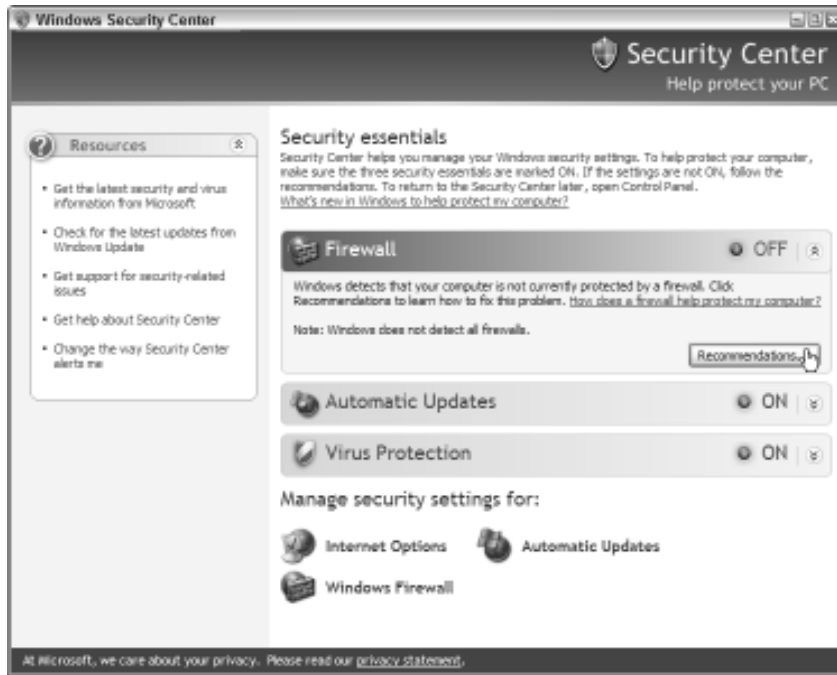 Windows Security Center
Security Center
Help protect your PC
Resources
• Get the latest security and virus
information from Microsoft
• Check for the latest updates from
Windows Update
• Get support for security-related
issues
• Get help about Security Center
• Change the way Security Center
alerts me
Security essentials
Security Center helps you manage your Windows security settings. To help protect your computer,
make sure the three security essentials are marked ON. If the settings are not ON, follow the
recommendations. To return to the Security Center later, open Control Panel.
What's new in Windows to help protect my computer?
Firewall OFF
Windows detects that your computer is not currently protected by a firewall. Click
Recommendations to learn how to fix this problem. How does a firewall help protect my computer?
Note: Windows does not detect all firewalls.
Recommendations...
Automatic Updates ON
Virus Protection ON
Manage security settings for:
Internet Options Automatic Updates
Windows Firewall
At Microsoft, we care about your privacy. Please read our privacy statement.